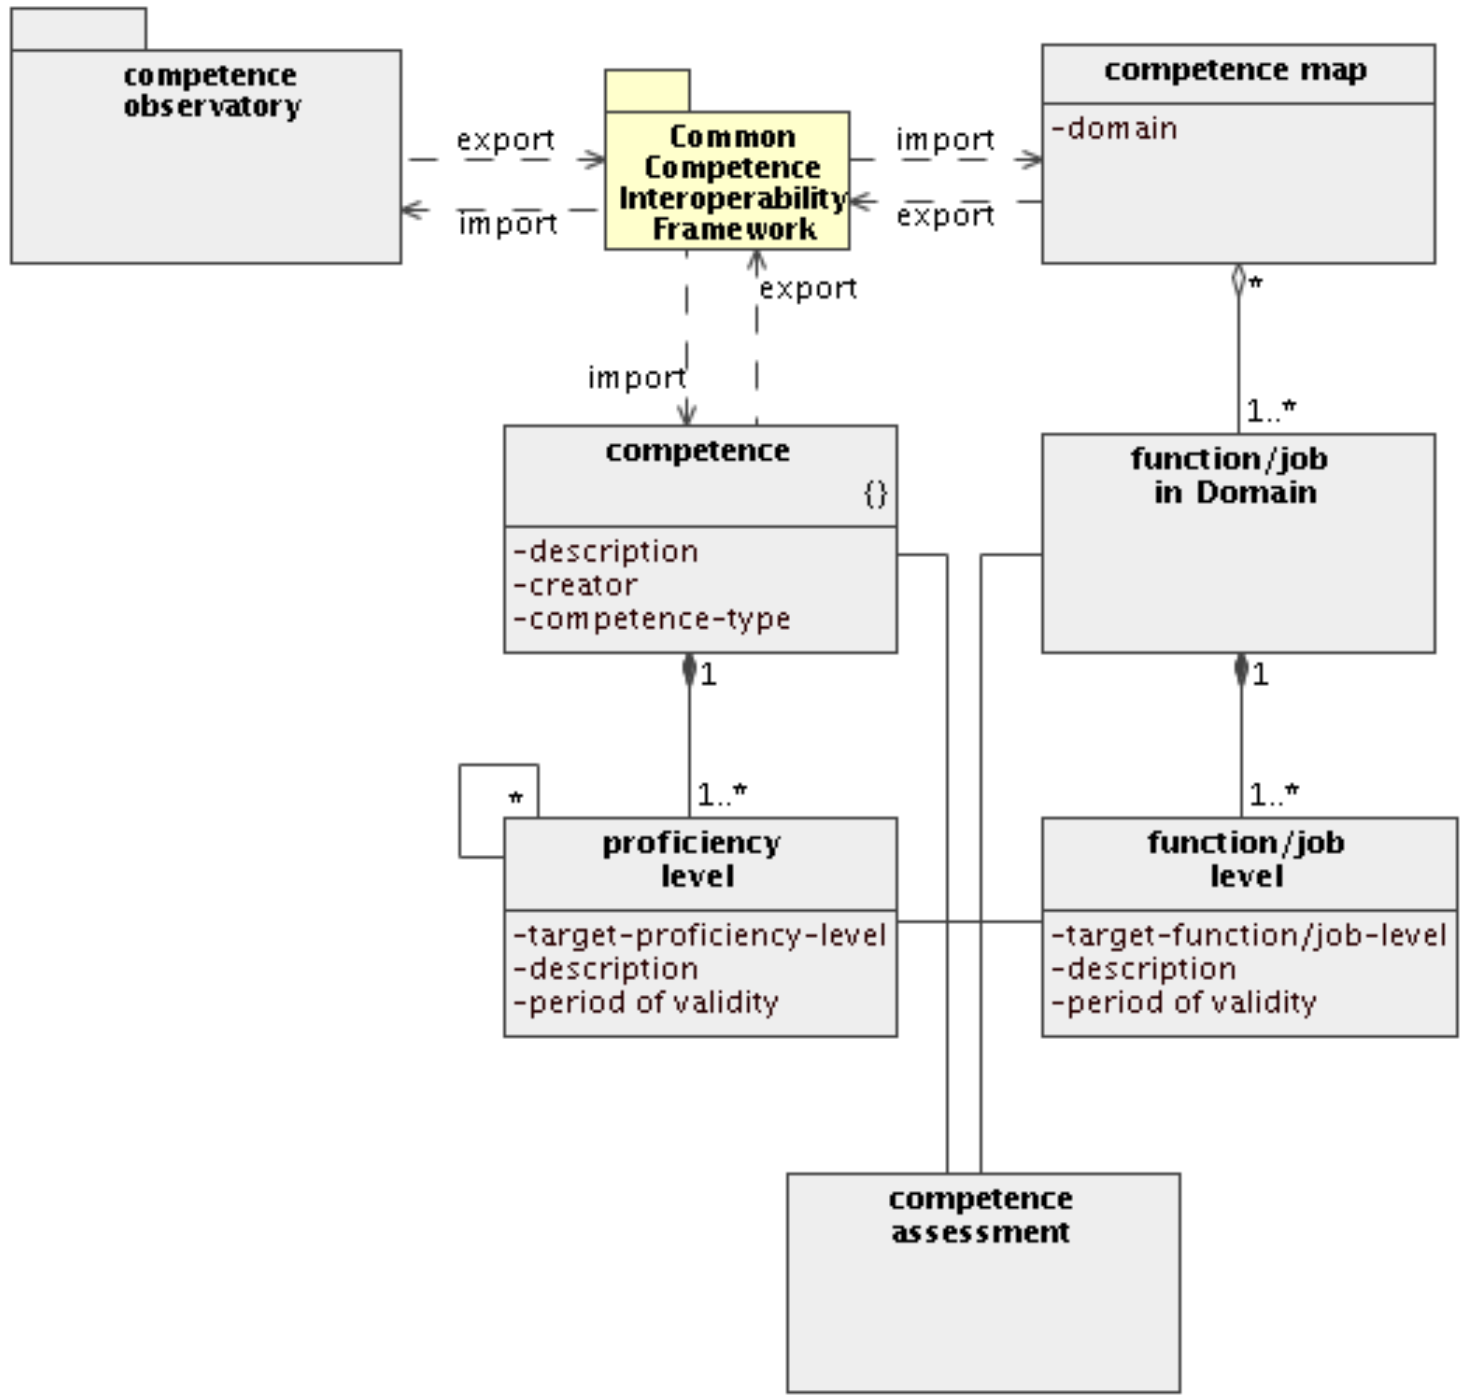 competence
observatory
export
import
Common
Competence
Interoperability
Framework
import
export
competence map
-domain
*
1..*
export
import
competence
{}
-description
-creator
-competence-type
1
1..*
*
function/job
in Domain
1
1..*
proficiency
level
-target-proficiency-level
-description
-period of validity
function/job
level
-target-function/job-level
-description
-period of validity
competence
assessment